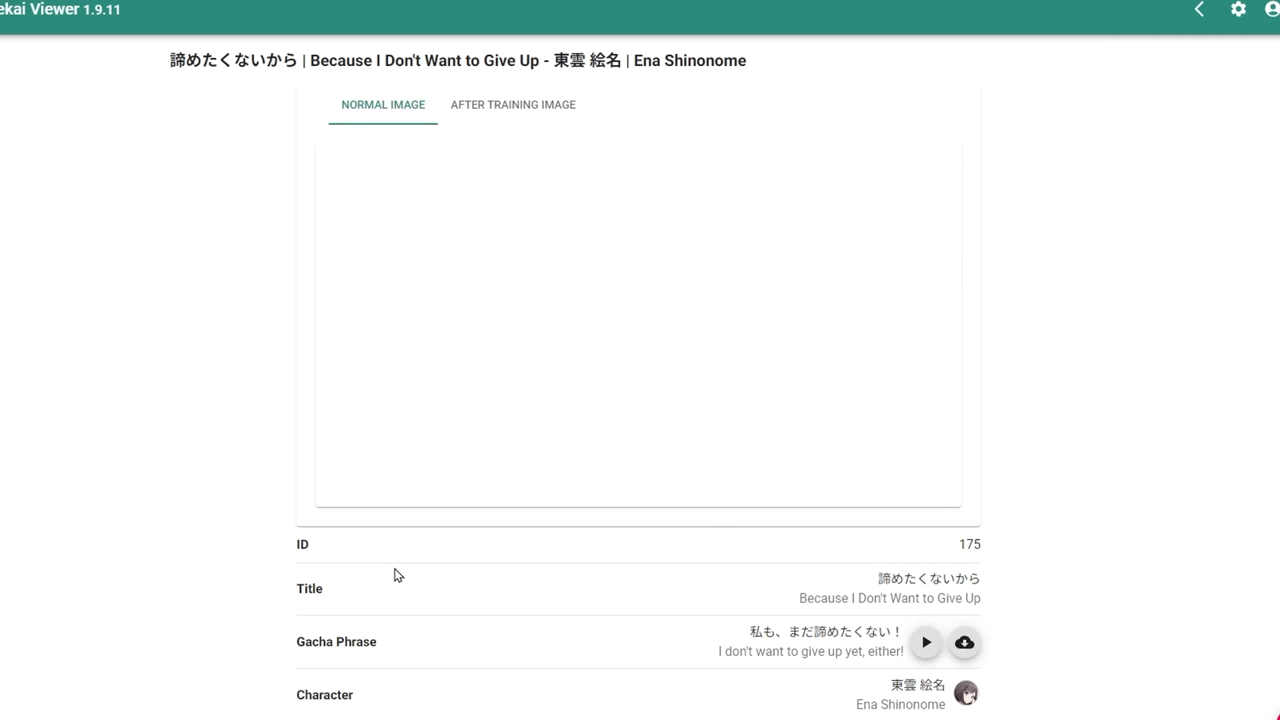 ekai Viewer 1.9.11
諦めたくないから | Because I Don't Want to Give Up - 東雲 絵名 | Ena Shinonome
NORMAL IMAGE AFTER TRAINING IMAGE
ID 175
Title 諦めたくないから
Because I Don't Want to Give Up
Gacha Phrase 私も、まだ諦めたくない！
I don't want to give up yet, either!
Character 東雲 絵名
Ena Shinonome